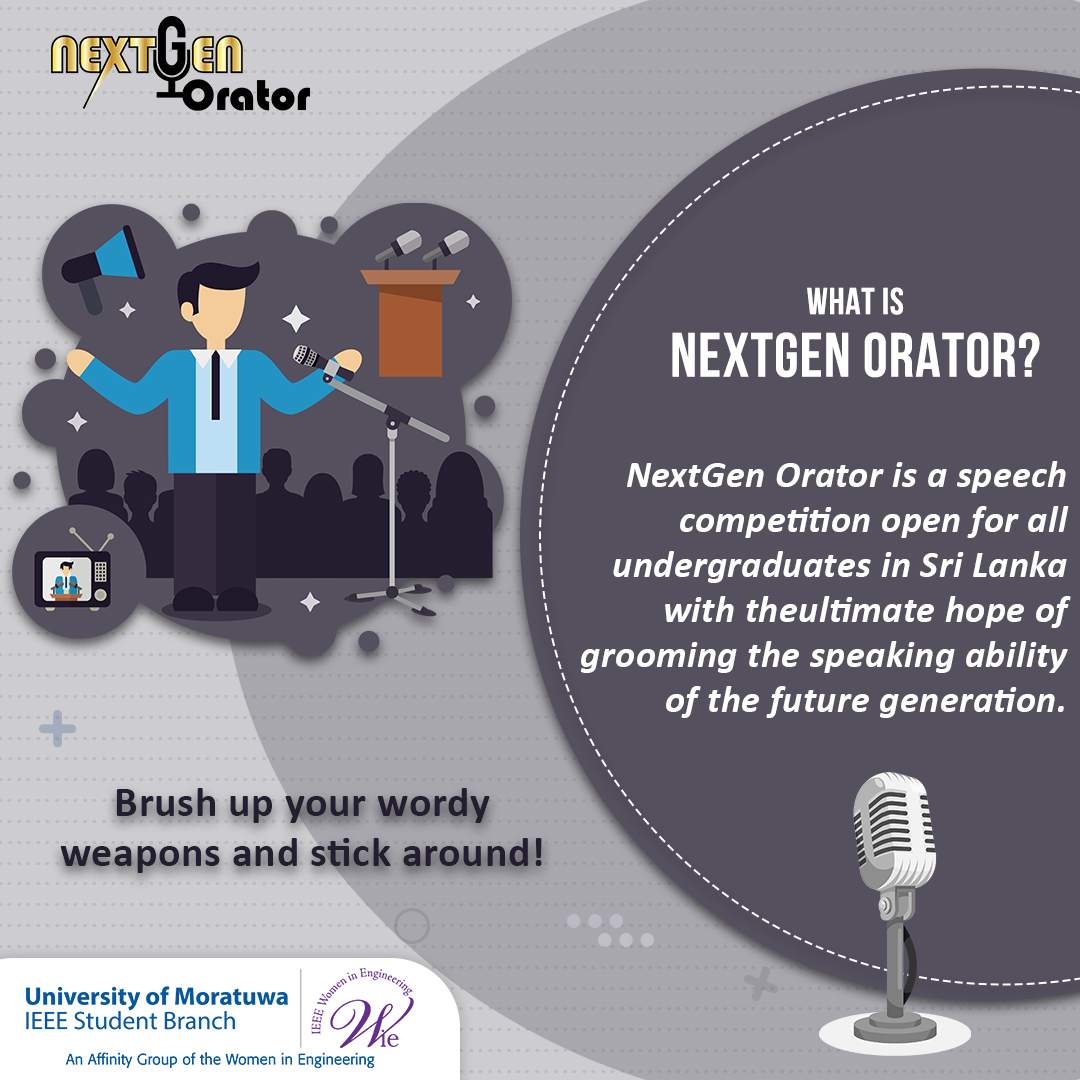 NEXTGEN
Orator
WHAT IS
NEXTGEN ORATOR?
NextGen Orator is a speech
competition open for all
undergraduates in Sri Lanka
with theultimate hope of
grooming the speaking ability
of the future generation.
Brush up your wordy
weapons and stick around!
University of Moratuwa
IEEE Student Branch
IEEE Women in Engineering
Wie
An Affinity Group of the Women in Engineering